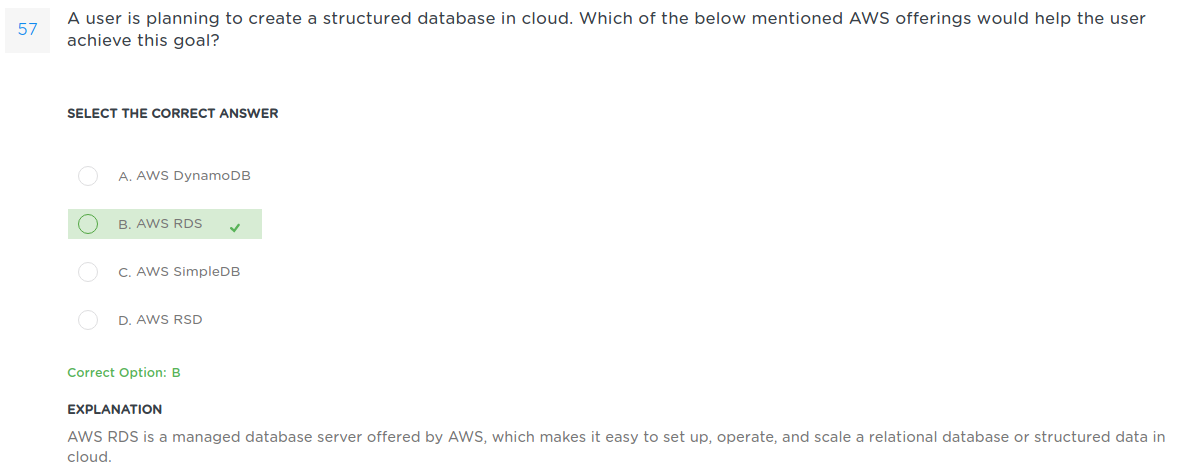 57
A user is planning to create a structured database in cloud. Which of the below mentioned AWS offerings would help the user
achieve this goal?
SELECT THE CORRECT ANSWER
A. AWS DynamoDB
B. AWS RDS
C. AWS SimpleDB
D. AWS RSD
Correct Option: B
EXPLANATION
AWS RDS is a managed database server offered by AWS, which makes it easy to set up, operate, and scale a relational database or structured data in
cloud.